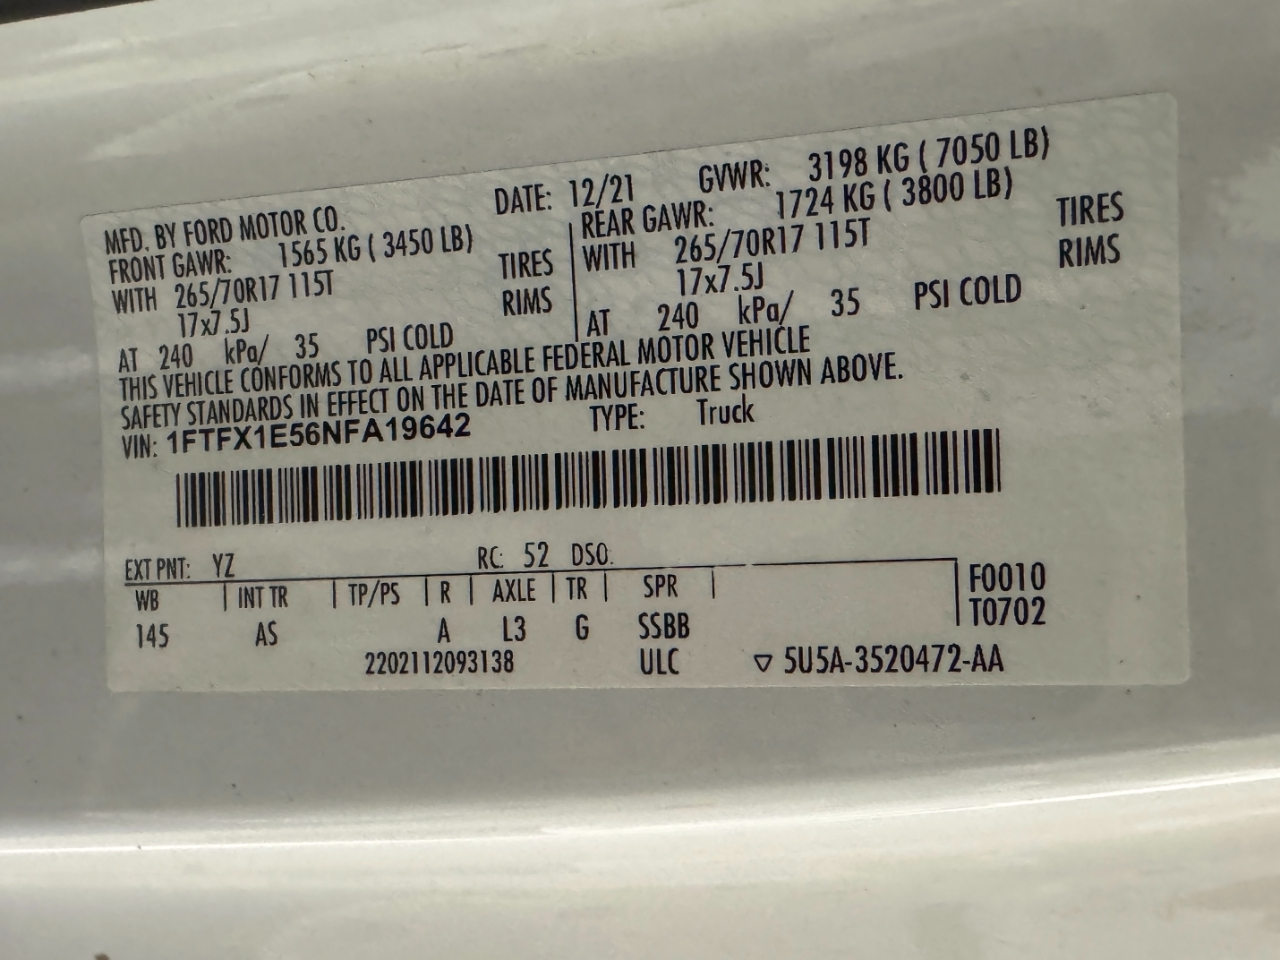 MFD. BY FORD MOTOR CO. DATE: 12/21 GVWR: 3198 KG ( 7050 LB)
FRONT GAWR: 1565 KG ( 3450 LB) REAR GAWR: 1724 KG ( 3800 LB)
WITH 265/70R17 115T TIRES WITH 265/70R17 115T TIRES
17x7.5J RIMS 17x7.5J RIMS
AT 240 kPa/ 35 PSI COLD AT 240 kPa/ 35 PSI COLD
THIS VEHICLE CONFORMS TO ALL APPLICABLE FEDERAL MOTOR VEHICLE
SAFETY STANDARDS IN EFFECT ON THE DATE OF MANUFACTURE SHOWN ABOVE.
VIN: 1FTFX1E56NFA19642 TYPE: Truck
EXT PNT: YZ RC: 52 DSO:
WB INT TR TP/PS R AXLE TR SPR F0010
T0702
145 AS A L3 G SSBB
2202112093138 ULC ▽ 5U5A-3520472-AA